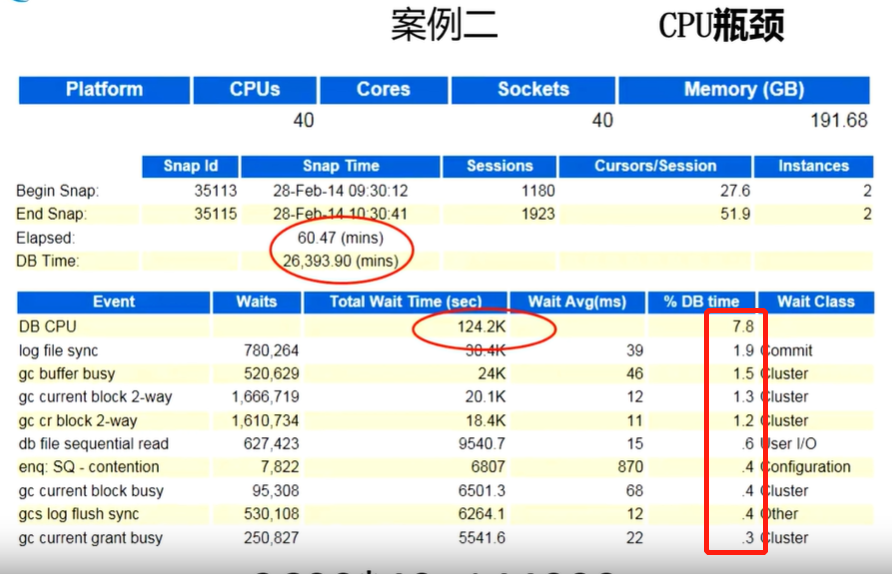 案例二 CPU瓶颈
Platform CPUs Cores Sockets Memory (GB)
40 40 191.68
Snap Id Snap Time Sessions Cursors/Session Instances
Begin Snap: 35113 28-Feb-14 09:30:12 1180 27.6 2
End Snap: 35115 28-Feb-14 10:30:41 1923 51.9 2
Elapsed: 60.47 (mins)
DB Time: 26,393.90 (mins)
Event Waits Total Wait Time (sec) Wait Avg(ms) % DB time Wait Class
DB CPU 124.2K 7.8
log file sync 780,264 30.4K 39 1.9 Commit
gc buffer busy 520,629 24K 46 1.5 Cluster
gc current block 2-way 1,666,719 20.1K 12 1.3 Cluster
gc cr block 2-way 1,610,734 18.4K 11 1.2 Cluster
db file sequential read 627,423 9540.7 15 .6 User I/O
enq: SQ - contention 7,822 6807 870 .4 Configuration
gc current block busy 95,308 6501.3 68 .4 Cluster
gcs log flush sync 530,108 6264.1 12 .4 Other
gc current grant busy 250,827 5541.6 22 .3 Cluster